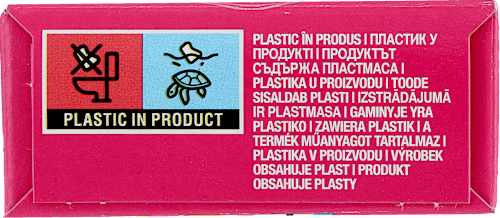 PLASTIC IN PRODUCT
PLASTIC ÎN PRODUS | ПЛАСТИК У
ПРОДУКТІ | ПРОДУКТЪТ
СЪДЪРЖА ПЛАСТМАСА |
PLASTIKA U PROIZVODU | TOODE
SISALDAB PLASTI | IZSTRĀDĀJUMĀ
IR PLASTMASA | GAMINYJE YRA
PLASTIKO | ZAWIERA PLASTIK | A
TERMÉK MŰANYAGOT TARTALMAZ |
PLASTIKA V PROIZVODU | VÝROBEK
OBSAHUJE PLAST | PRODUKT
OBSAHUJE PLASTY